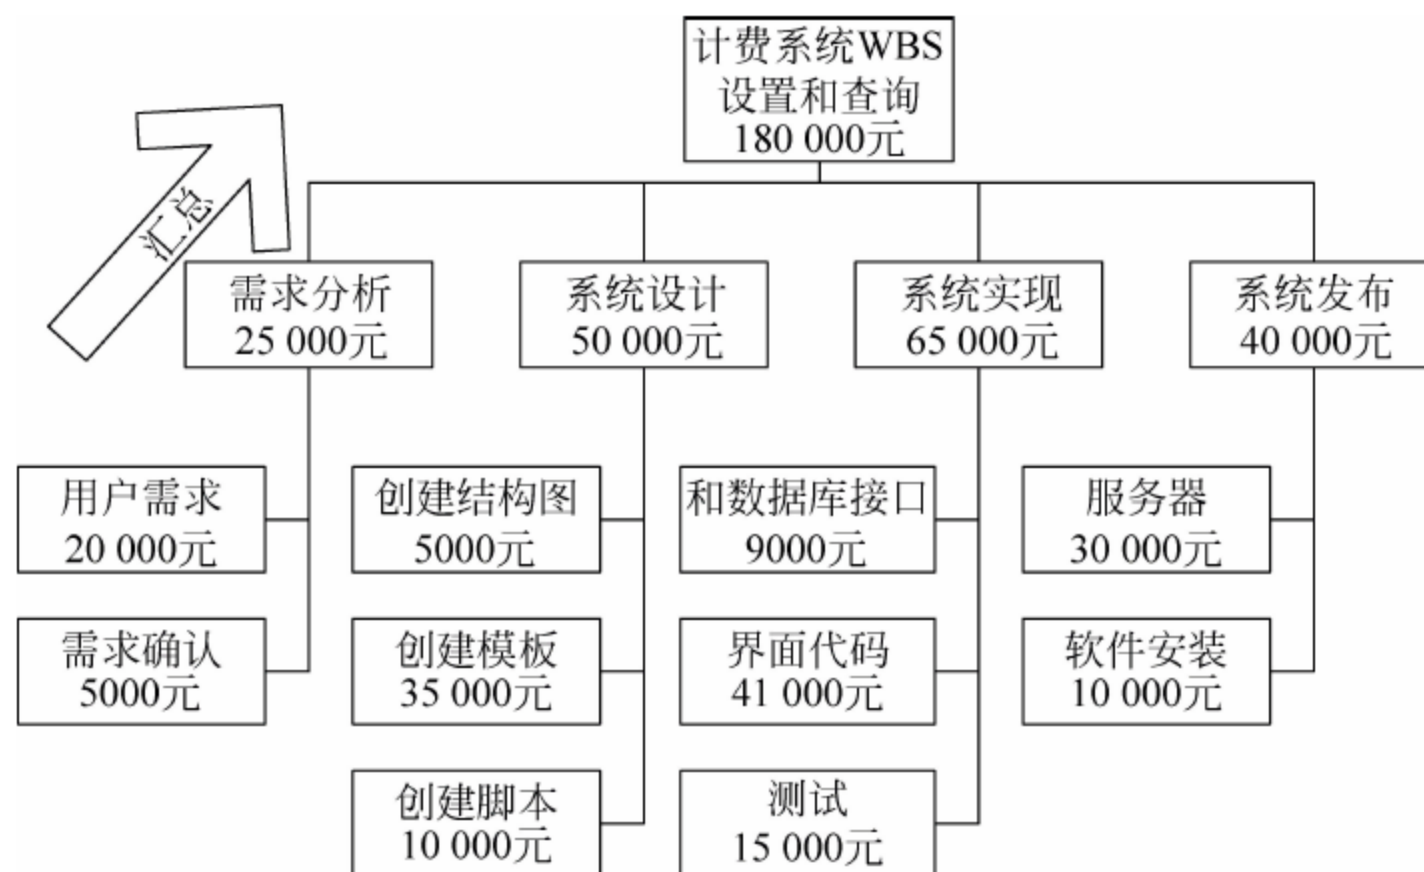 计费系统WBS
设置和查询
180 000元
汇总
需求分析
25 000元
系统设计
50 000元
系统实现
65 000元
系统发布
40 000元
用户需求
20 000元
创建结构图
5000元
和数据库接口
9000元
服务器
30 000元
需求确认
5000元
创建模板
35 000元
界面代码
41 000元
软件安装
10 000元
创建脚本
10 000元
测试
15 000元